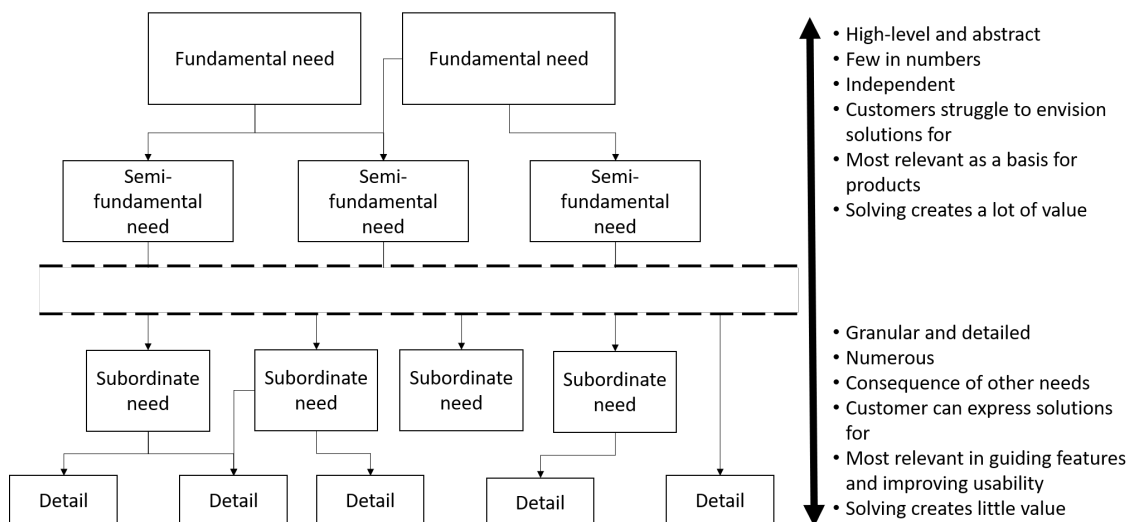 Fundamental need
Fundamental need
Semi-
fundamental
need
Semi-
fundamental
need
Semi-
fundamental
need
Subordinate
need
Subordinate
need
Subordinate
need
Subordinate
need
Detail
Detail
Detail
Detail
Detail
• High-level and abstract
• Few in numbers
• Independent
• Customers struggle to envision
solutions for
• Most relevant as a basis for
products
• Solving creates a lot of value
• Granular and detailed
• Numerous
• Consequence of other needs
• Customer can express solutions
for
• Most relevant in guiding features
and improving usability
• Solving creates little value